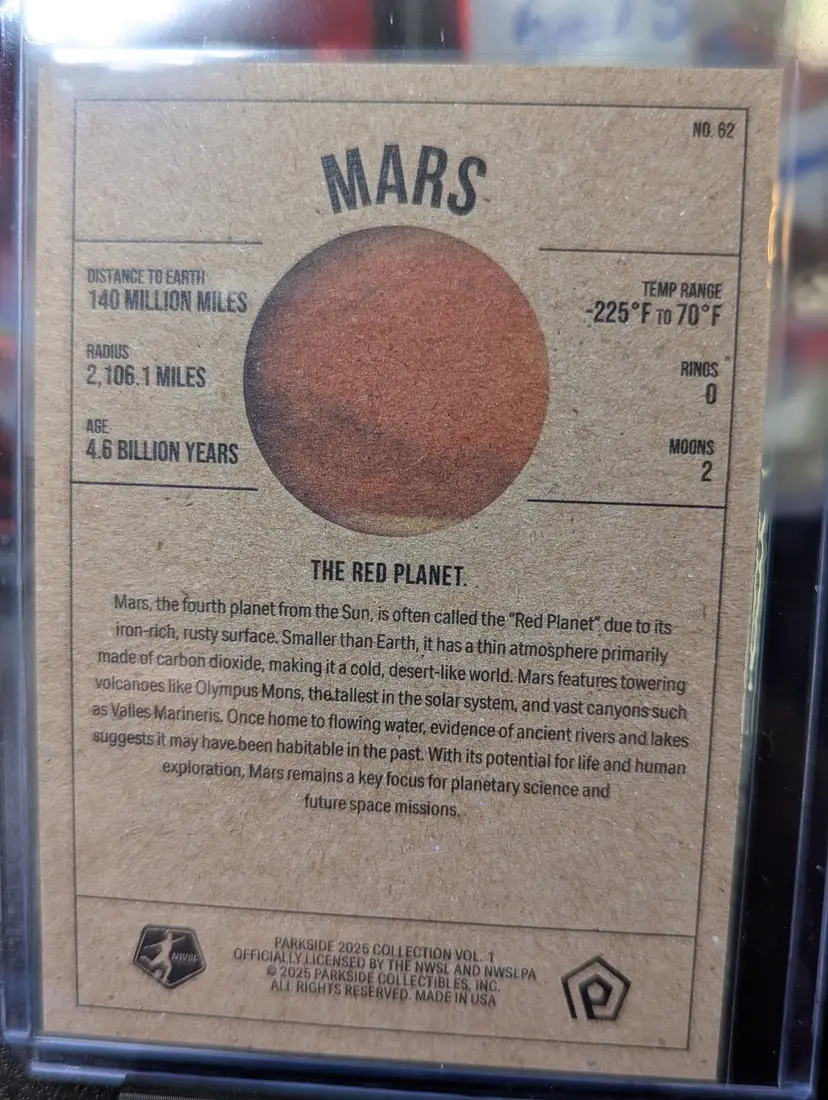 NO. 62
MARS
DISTANCE TO EARTH
140 MILLION MILES
RADIUS
2,106.1 MILES
AGE
4.6 BILLION YEARS
TEMP RANGE
-225°F TO 70°F
RINGS
0
MOONS
2
THE RED PLANET.
Mars, the fourth planet from the Sun, is often called the "Red Planet" due to its
iron-rich, rusty surface. Smaller than Earth, it has a thin atmosphere primarily
made of carbon dioxide, making it a cold, desert-like world. Mars features towering
volcanoes like Olympus Mons, the tallest in the solar system, and vast canyons such
as Valles Marineris. Once home to flowing water, evidence of ancient rivers and lakes
suggests it may have been habitable in the past. With its potential for life and human
exploration, Mars remains a key focus for planetary science and
future space missions.
NWSL
PARKSIDE 2025 COLLECTION VOL. 1
OFFICIALLY LICENSED BY THE NWSL AND NWSLPA
© 2025 PARKSIDE COLLECTIBLES, INC.
ALL RIGHTS RESERVED. MADE IN USA